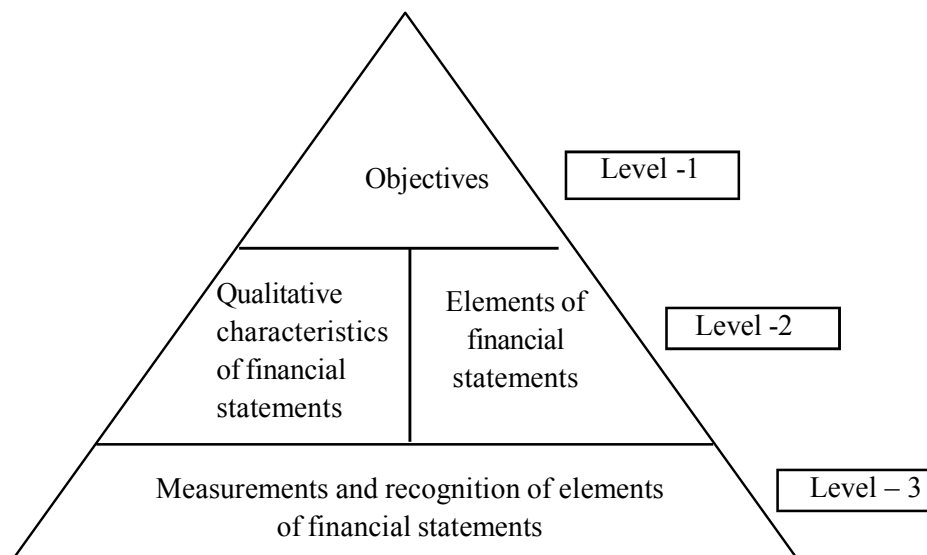 Objectives
Level -1
Qualitative
characteristics
of financial
statements
Elements of
financial
statements
Level -2
Measurements and recognition of elements
of financial statements
Level – 3